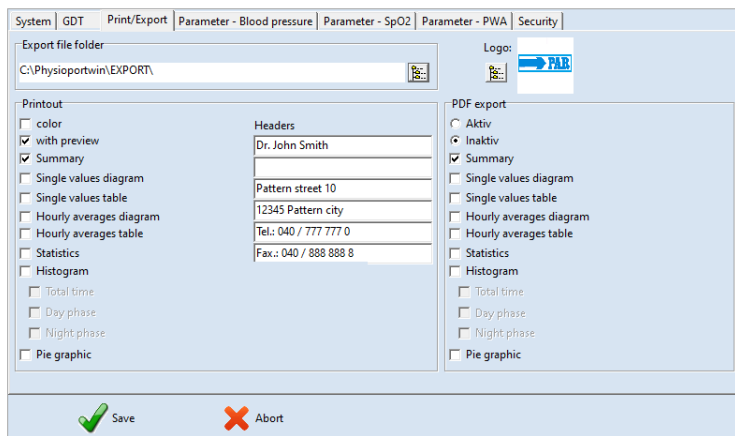 System GDT Print/Export Parameter - Blood pressure Parameter - SpO2 Parameter - PWA Security
Export file folder
C:\Physioportwin\EXPORT\
Logo:
PAR
Printout
color
with preview
Summary
Single values diagram
Single values table
Hourly averages diagram
Hourly averages table
Statistics
Histogram
Total time
Day phase
Night phase
Pie graphic
Headers
Dr. John Smith
Pattern street 10
12345 Pattern city
Tel.: 040 / 777 777 0
Fax.: 040 / 888 888 8
PDF export
Aktiv
Inaktiv
Summary
Single values diagram
Single values table
Hourly averages diagram
Hourly averages table
Statistics
Histogram
Total time
Day phase
Night phase
Pie graphic
Save Abort